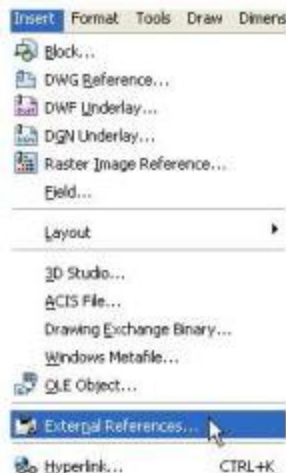 Insert Format Tools Draw Dimens
Block...
DWG Reference...
DWF Underlay...
DGN Underlay...
Raster Image Reference...
Field...
Layout
3D Studio...
ACIS File...
Drawing Exchange Binary...
Windows Metafile...
OLE Object...
External References...
Hyperlink... CTRL+K